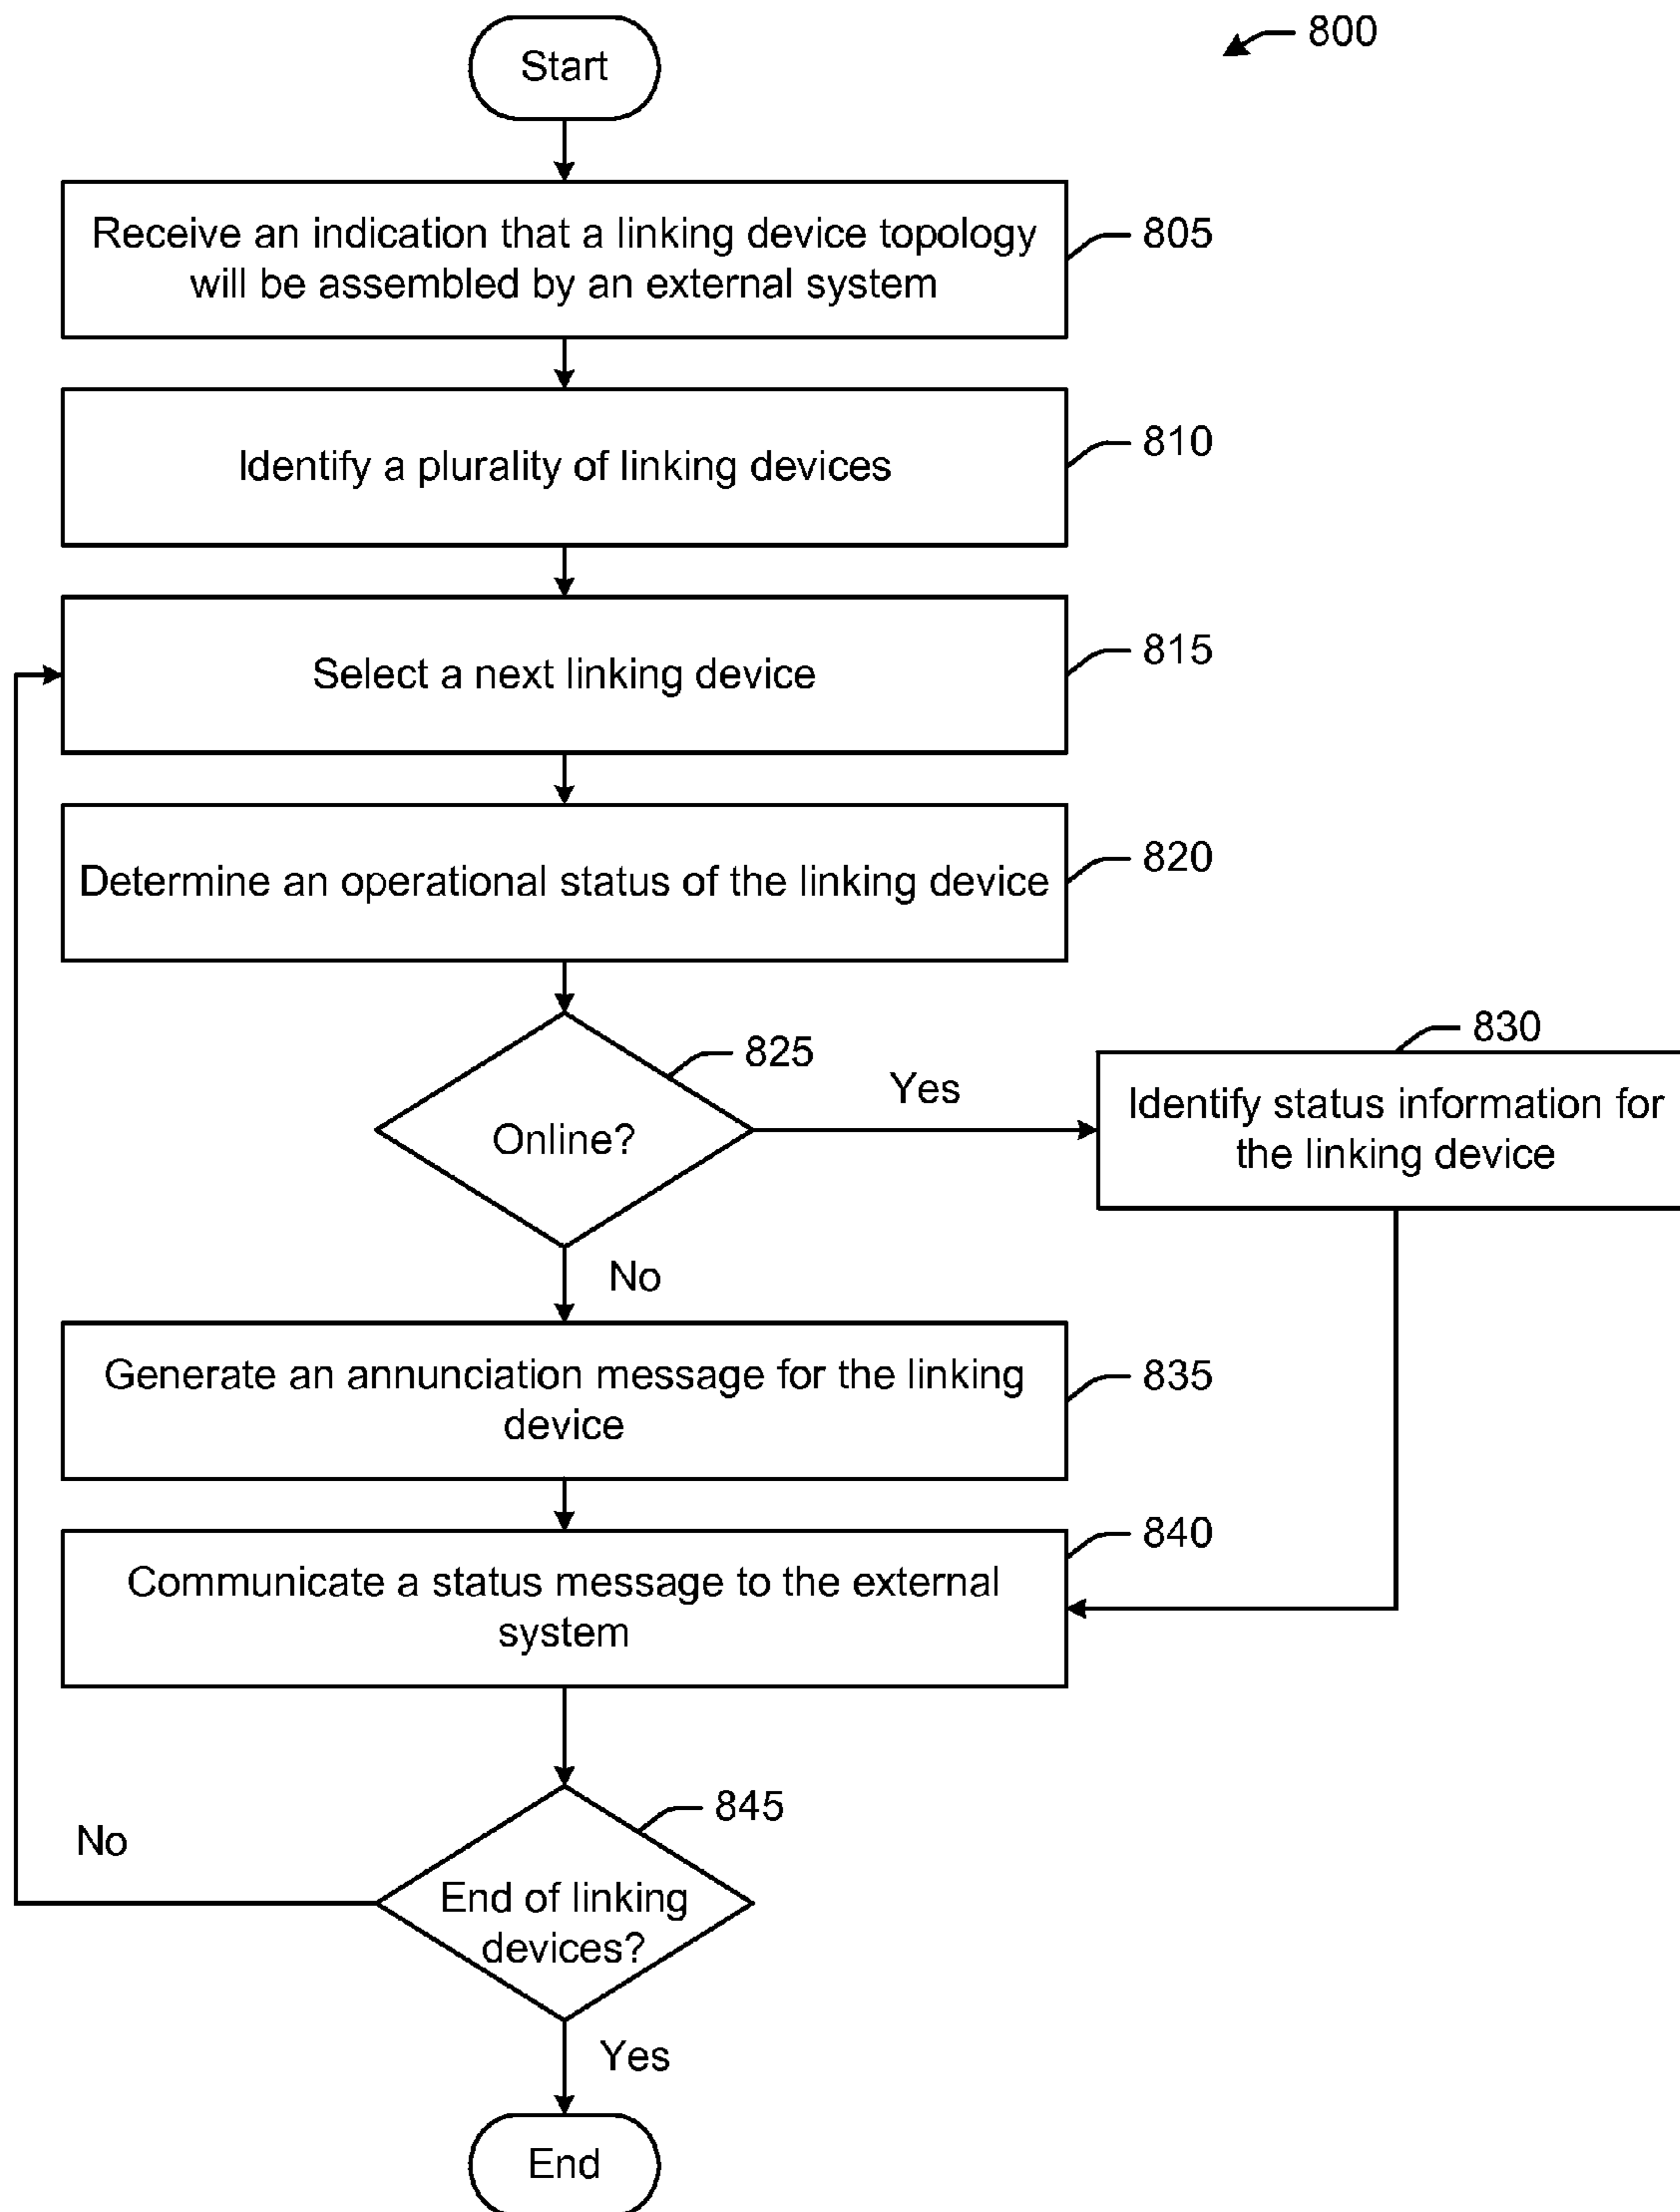 800
Start
Receive an indication that a linking device topology
will be assembled by an external system
805
Identify a plurality of linking devices
810
Select a next linking device
815
Determine an operational status of the linking device
820
Online?
825
Yes
830
Identify status information for
the linking device
No
Generate an annunciation message for the linking
device
835
Communicate a status message to the external
system
840
End of linking
devices?
845
No
Yes
End